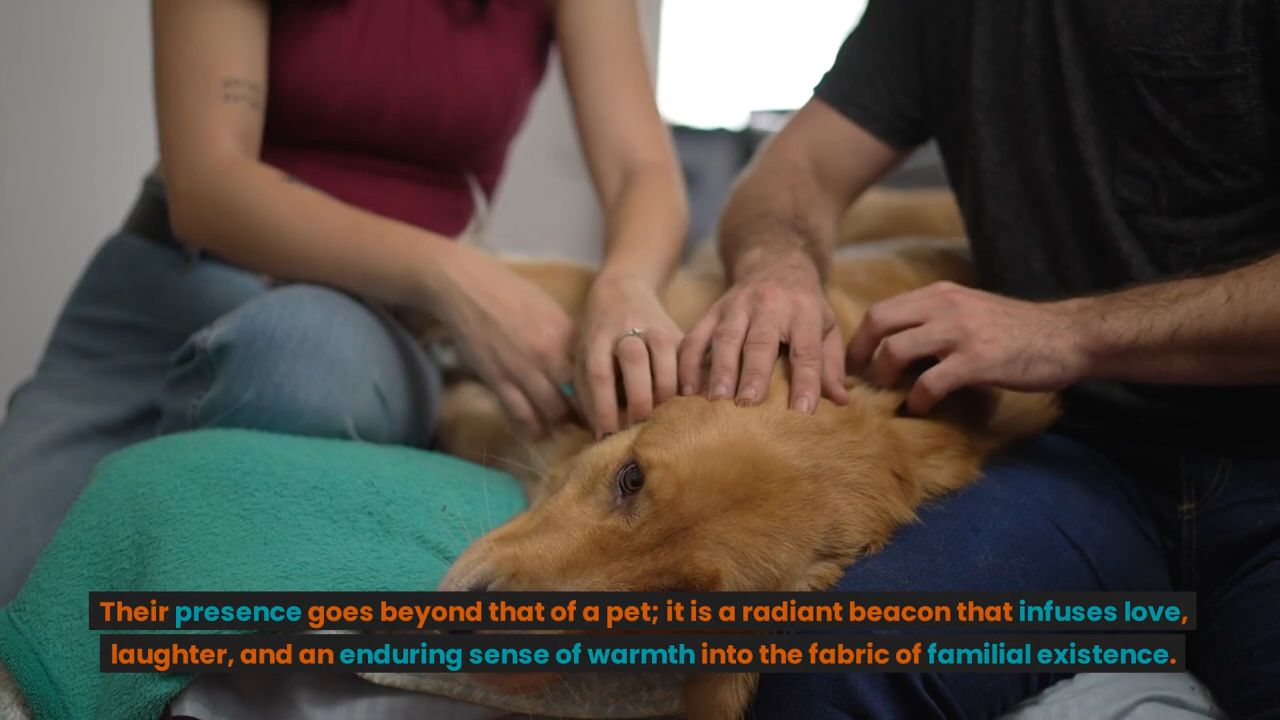 Their presence goes beyond that of a pet; it is a radiant beacon that infuses love,
laughter, and an enduring sense of warmth into the fabric of familial existence.